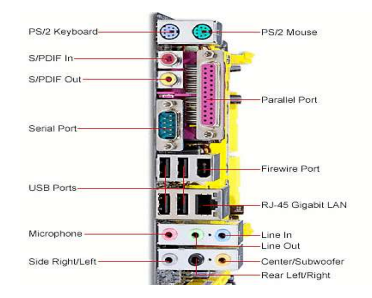 PS/2 Keyboard
PS/2 Mouse
S/PDIF In
S/PDIF Out
Parallel Port
Serial Port
Firewire Port
USB Ports
RJ-45 Gigabit LAN
Microphone
Line In
Line Out
Side Right/Left
Center/Subwoofer
Rear Left/Right